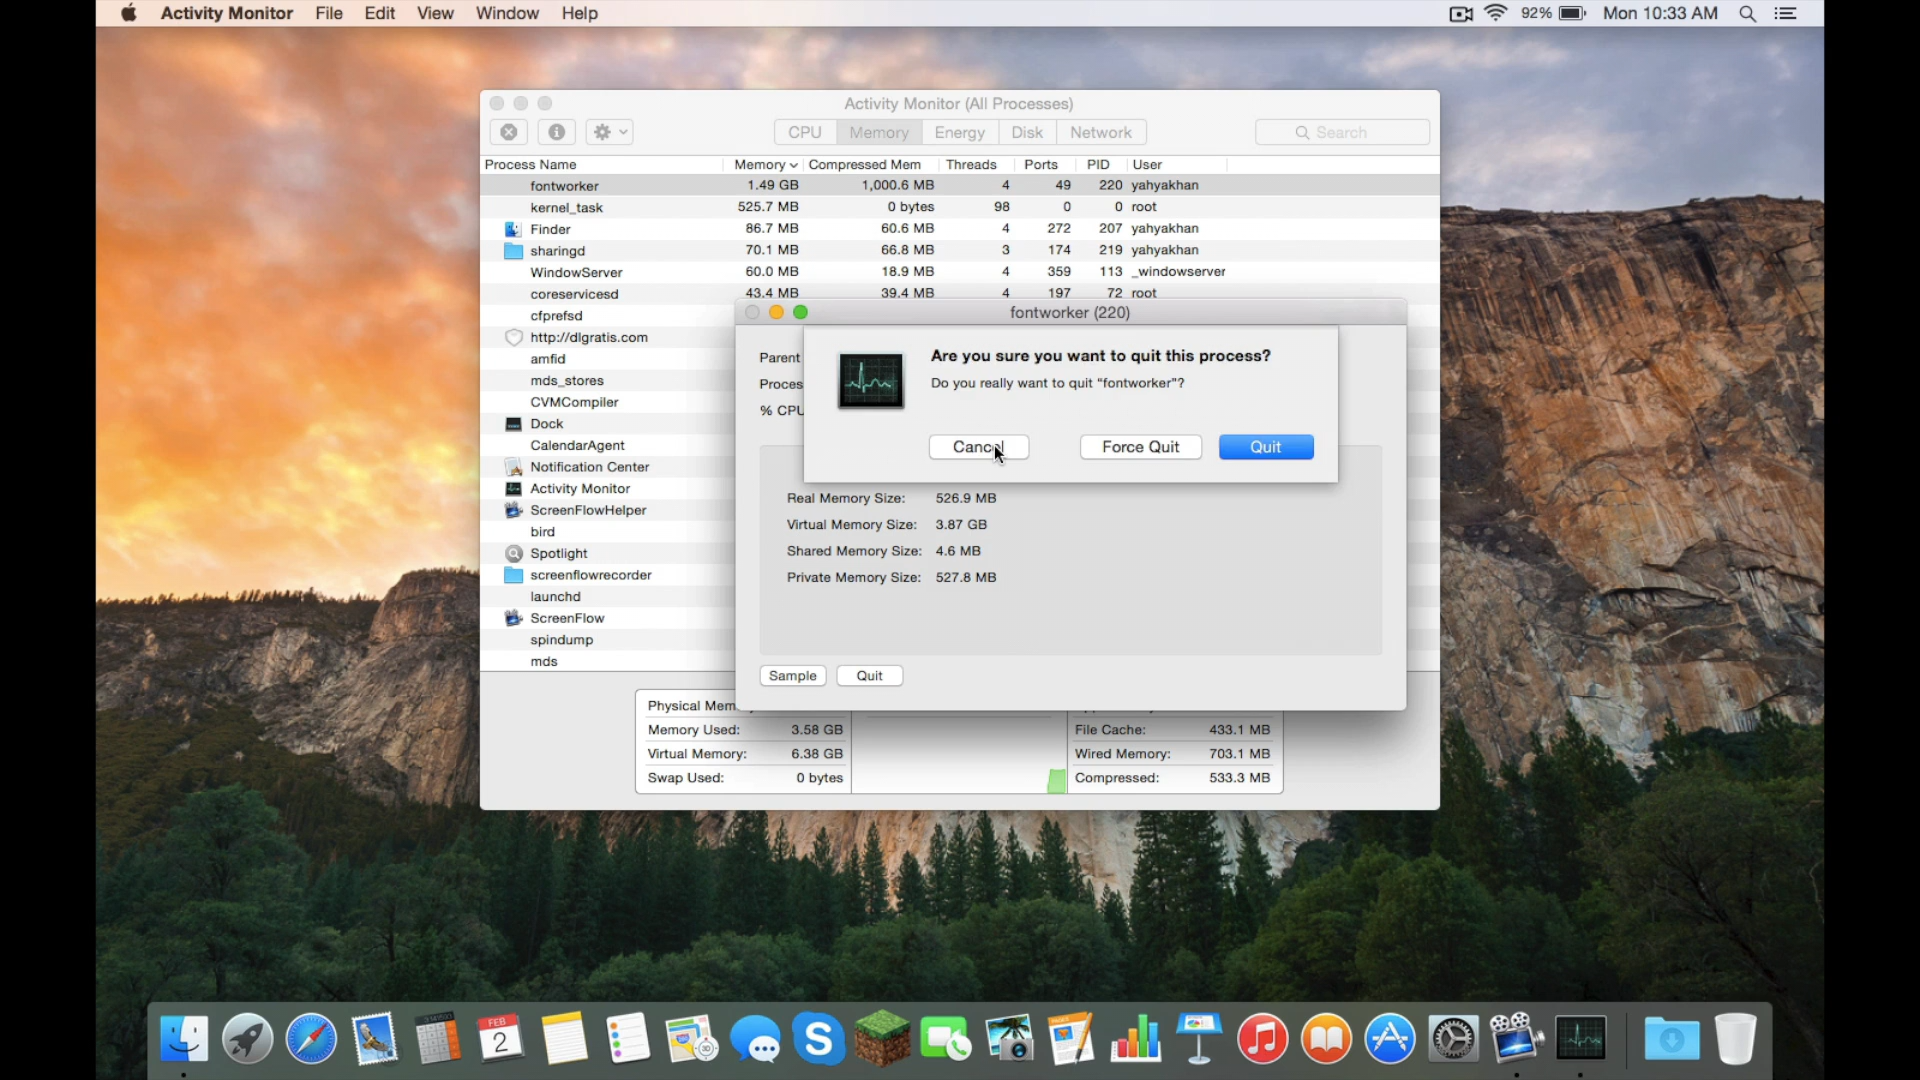 Activity Monitor File Edit View Window Help 92% Mon 10:33 AM
Activity Monitor (All Processes)
CPU Memory Energy Disk Network Search
Process Name Memory Compressed Mem Threads Ports PID User
fontworker 1.49 GB 1,000.6 MB 4 49 220 yahyakhan
kernel_task 525.7 MB 0 bytes 98 0 0 root
Finder 86.7 MB 60.6 MB 4 272 207 yahyakhan
sharingd 70.1 MB 66.8 MB 3 174 219 yahyakhan
WindowServer 60.0 MB 18.9 MB 4 359 113 _windowserver
coreservicesd 43.4 MB 39.4 MB 4 197 72 root
cfprefsd
http://dlgratis.com
amfid
mds_stores
CVMCompiler
Dock
CalendarAgent
Notification Center
Activity Monitor
ScreenFlowHelper
bird
Spotlight
screenflowrecorder
launchd
ScreenFlow
spindump
mds
fontworker (220)
Parent
Proces
% CPU
Are you sure you want to quit this process?
Do you really want to quit “fontworker”?
Cancel Force Quit Quit
Real Memory Size: 526.9 MB
Virtual Memory Size: 3.87 GB
Shared Memory Size: 4.6 MB
Private Memory Size: 527.8 MB
Sample Quit
Physical Mem
Memory Used: 3.58 GB
Virtual Memory: 6.38 GB
Swap Used: 0 bytes
File Cache: 433.1 MB
Wired Memory: 703.1 MB
Compressed: 533.3 MB
FEB
2
PAGES